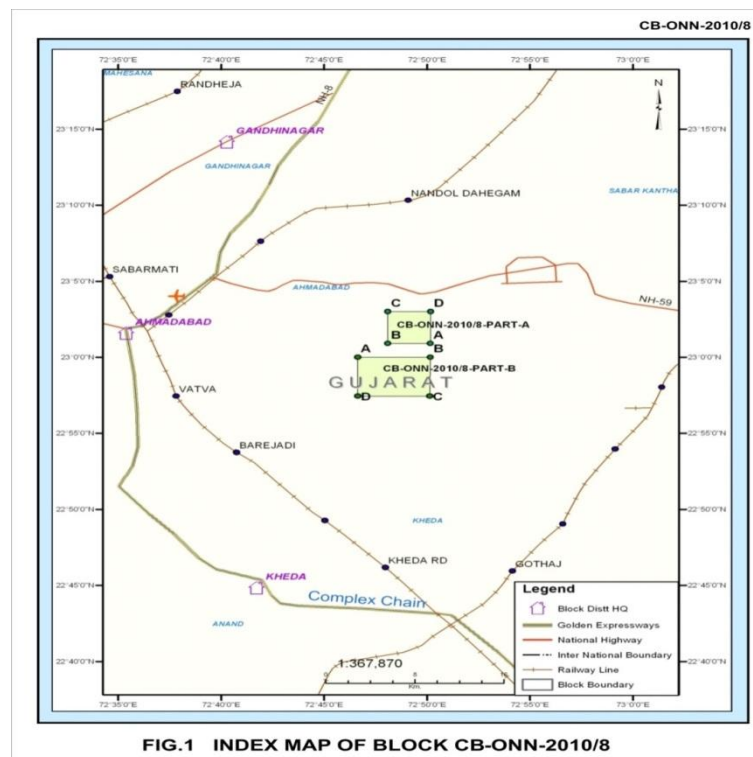 CB-ONN-2010/8
72°35'0"E 72°40'0"E 72°45'0"E 72°50'0"E 72°55'0"E 73°0'0"E
MAHESANA
RANDHEJA
NH-8
N
23°15'0"N 23°15'0"N
GANDHINAGAR
GANDHINAGAR
SABAR KANTHA
NANDOL DAHEGAM
23°10'0"N 23°10'0"N
SABARMATI
23°5'0"N 23°5'0"N
AHMADABAD
NH-59
C D
AHMADABAD
CB-ONN-2010/8-PART-A
B A
A B
23°0'0"N 23°0'0"N
CB-ONN-2010/8-PART-B
GUJARAT
VATVA
D C
22°55'0"N 22°55'0"N
BAREJADI
22°50'0"N 22°50'0"N
KHEDA
KHEDA RD
GOTHAJ
KHEDA
22°45'0"N 22°45'0"N
Complex Chain
ANAND
Legend
Block Distt HQ
Golden Expressways
National Highway
Inter National Boundary
Railway Line
Block Boundary
22°40'0"N 22°40'0"N
1:367,870
0 8
Km.
72°35'0"E 72°40'0"E 72°45'0"E 72°50'0"E 72°55'0"E 73°0'0"E
FIG.1 INDEX MAP OF BLOCK CB-ONN-2010/8